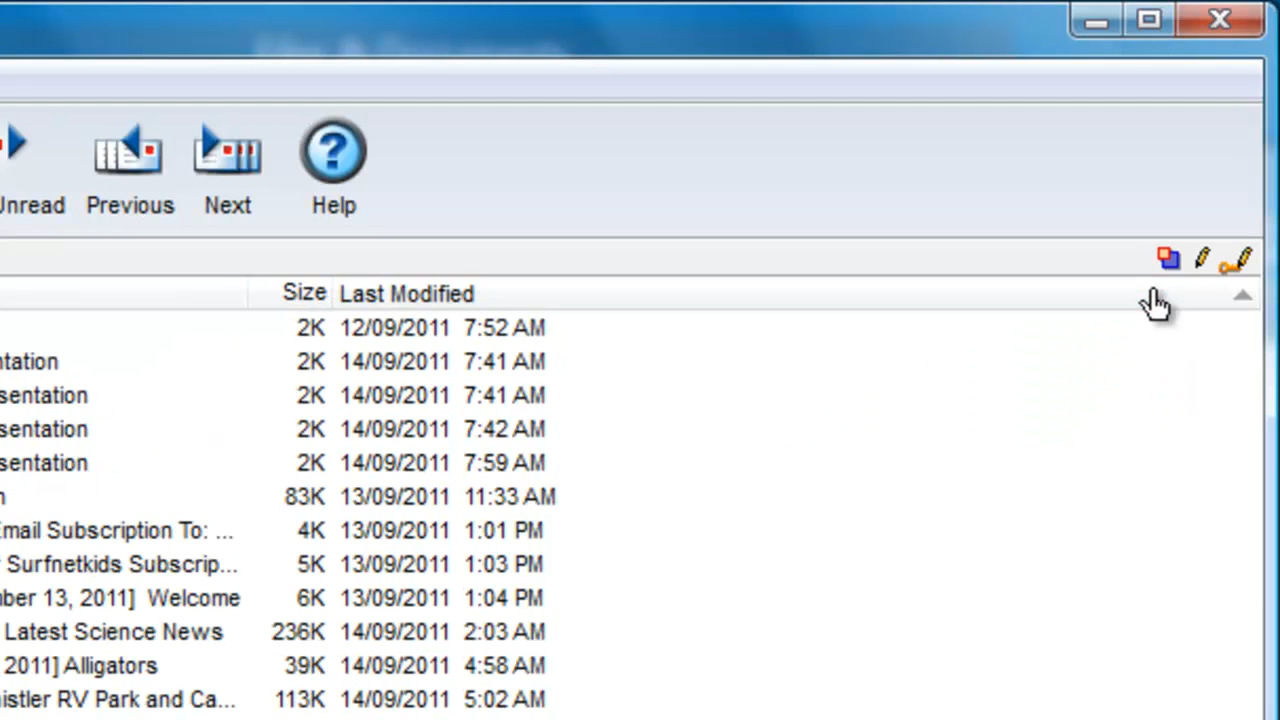 Unread Previous Next Help
Size Last Modified
2K 12/09/2011 7:52 AM
ntation 2K 14/09/2011 7:41 AM
sentation 2K 14/09/2011 7:41 AM
sentation 2K 14/09/2011 7:42 AM
sentation 2K 14/09/2011 7:59 AM
n 83K 13/09/2011 11:33 AM
Email Subscription To: ... 4K 13/09/2011 1:01 PM
Surfnetkids Subscrip... 5K 13/09/2011 1:03 PM
nber 13, 2011] Welcome 6K 13/09/2011 1:04 PM
Latest Science News 236K 14/09/2011 2:03 AM
2011] Alligators 39K 14/09/2011 4:58 AM
istler RV Park and Ca... 113K 14/09/2011 5:02 AM